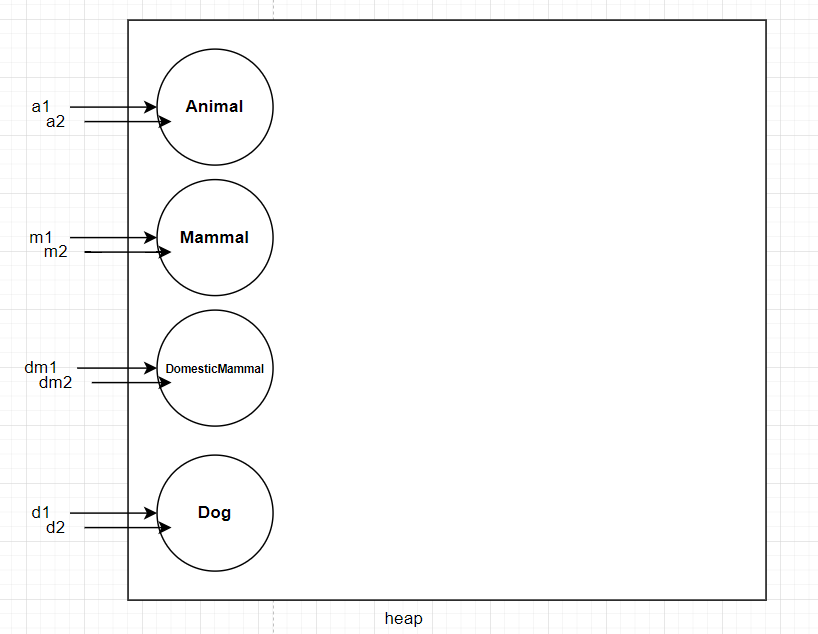 a1
a2
Animal
m1
m2
Mammal
dm1
dm2
DomesticMammal
d1
d2
Dog
heap